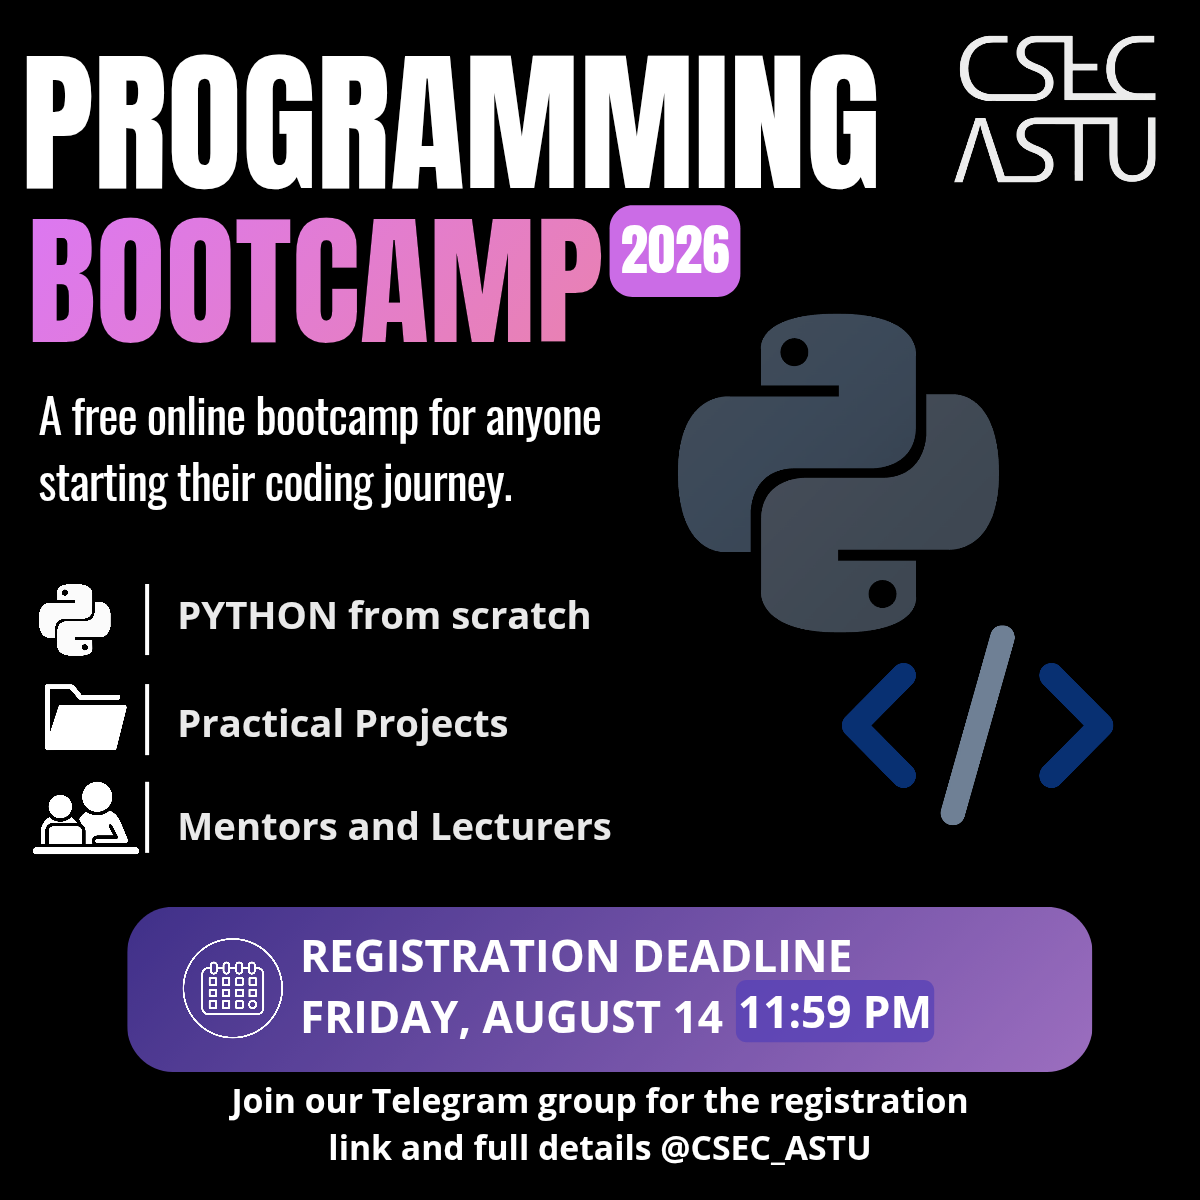 PROGRAMMING
CSEC
ASTU
BOOTCAMP 2026
A free online bootcamp for anyone
starting their coding journey.
PYTHON from scratch
Practical Projects
Mentors and Lecturers
REGISTRATION DEADLINE
FRIDAY, AUGUST 14 11:59 PM
Join our Telegram group for the registration
link and full details @CSEC_ASTU